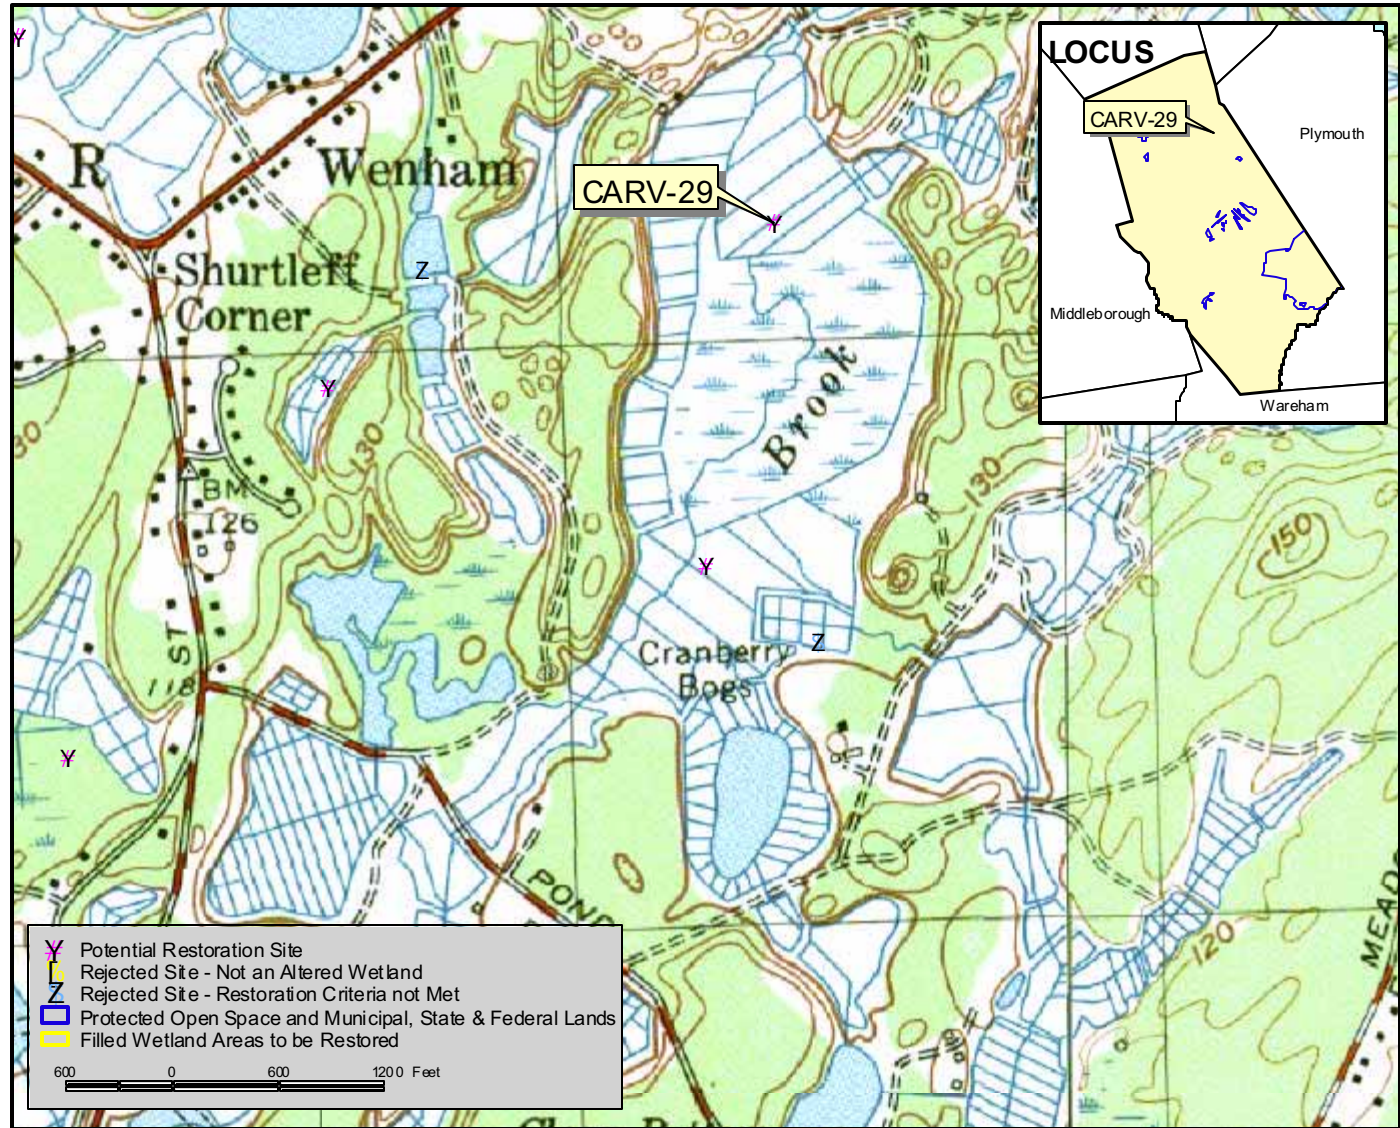 LOCUS
CARV-29
Plymouth
Middleborough
Wareham
R
Wenham
CARV-29
Shurtleff
Corner
Brook
130
130
130
BM
126
150
Cranberry
Bogs
ST
118
POND
120
MEAD
Y
Y
Y
Y
Y
Z
Z
Y Potential Restoration Site
Rejected Site - Not an Altered Wetland
Z Rejected Site - Restoration Criteria not Met
Protected Open Space and Municipal, State & Federal Lands
Filled Wetland Areas to be Restored
600 0 600 1200 Feet